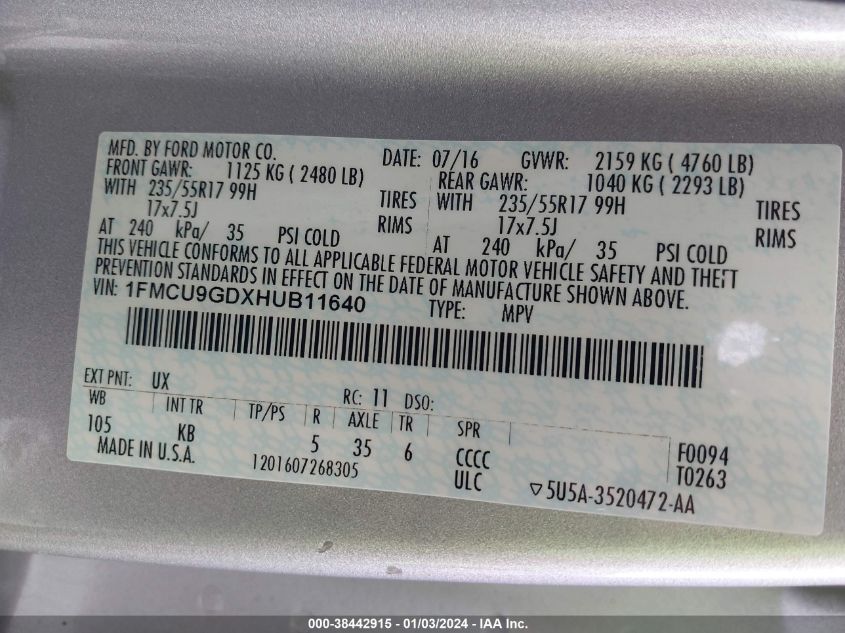 MFD. BY FORD MOTOR CO. DATE: 07/16 GVWR: 2159 KG ( 4760 LB)
FRONT GAWR: 1125 KG ( 2480 LB) REAR GAWR: 1040 KG ( 2293 LB)
WITH 235/55R17 99H TIRES WITH 235/55R17 99H TIRES
17x7.5J RIMS 17x7.5J RIMS
AT 240 kPa/ 35 PSI COLD AT 240 kPa/ 35 PSI COLD
THIS VEHICLE CONFORMS TO ALL APPLICABLE FEDERAL MOTOR VEHICLE SAFETY AND THEFT
PREVENTION STANDARDS IN EFFECT ON THE DATE OF MANUFACTURE SHOWN ABOVE.
VIN: 1FMCU9GDXHUB11640 TYPE: MPV
EXT PNT: UX RC: 11 DSO:
WB INT TR TP/PS R AXLE TR SPR
105 KB 5 35 6 CCCC F0094
MADE IN U.S.A. 1201607268305 ULC T0263
▽5U5A-3520472-AA
000-38442915 - 01/03/2024 - IAA Inc.